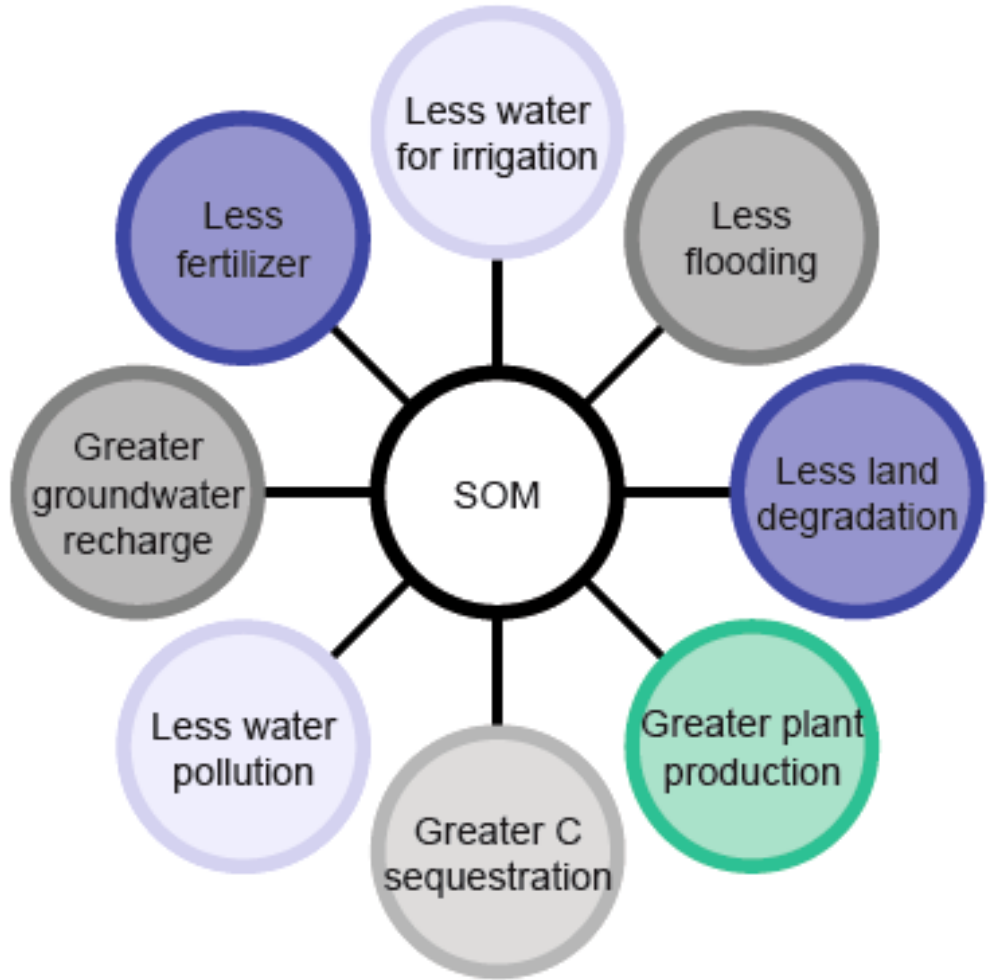 Less water
for irrigation
Less
flooding
Less
fertilizer
Greater
groundwater
recharge
SOM
Less land
degradation
Less water
pollution
Greater plant
production
Greater C
sequestration